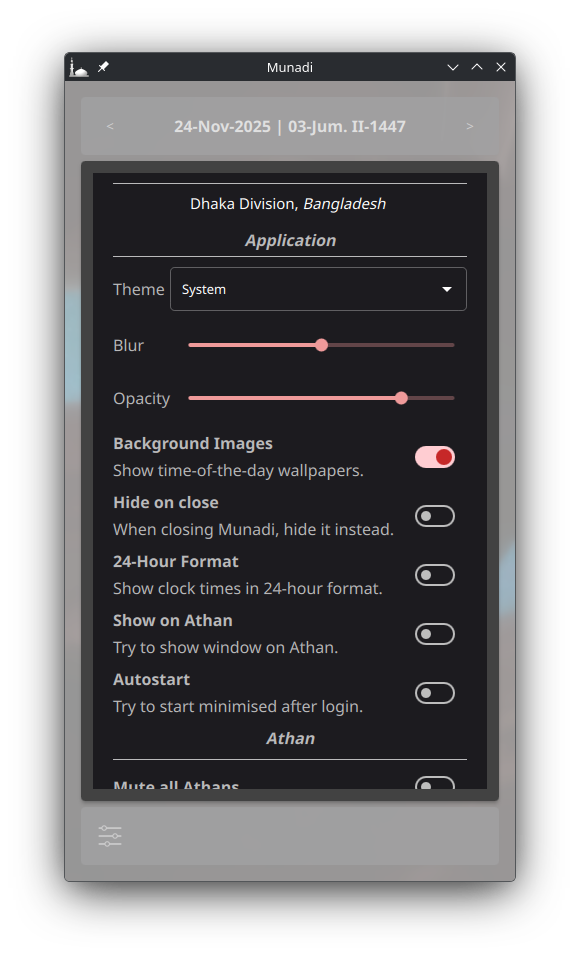 Munadi
< 24-Nov-2025 | 03-Jum. II-1447 >
Dhaka Division, Bangladesh
Application
Theme System
Blur
Opacity
Background Images
Show time-of-the-day wallpapers.
Hide on close
When closing Munadi, hide it instead.
24-Hour Format
Show clock times in 24-hour format.
Show on Athan
Try to show window on Athan.
Autostart
Try to start minimised after login.
Athan
Mute all Athans